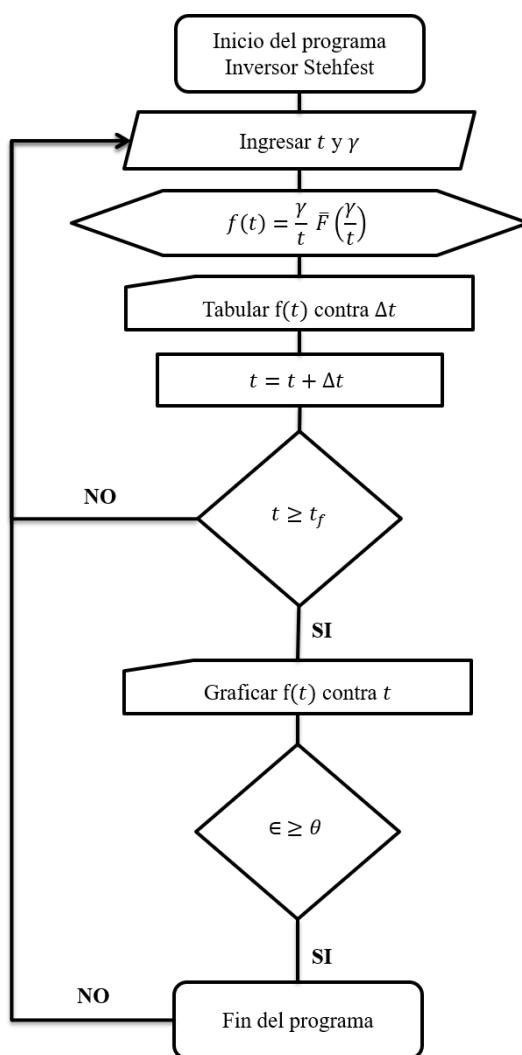 Inicio del programa
Inversor Stehfest
Ingresar t y γ
f(t) = γ/t F̄ (γ/t)
Tabular f(t) contra Δt
t = t + Δt
NO
t ≥ t_f
SI
Graficar f(t) contra t
∈ ≥ θ
SI
NO
Fin del programa